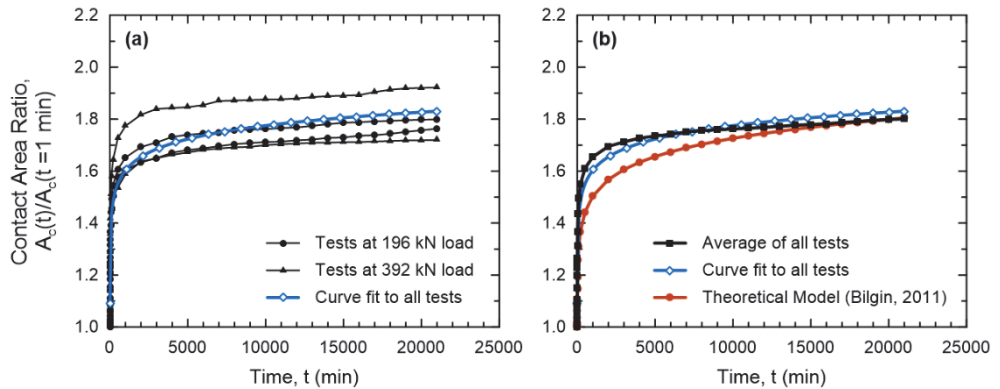 Contact Area Ratio,
A_c(t)/A_c(t =1 min)
2.2
2.0
1.8
1.6
1.4
1.2
1.0
(a)
Tests at 196 kN load
Tests at 392 kN load
Curve fit to all tests
0 5000 10000 15000 20000 25000
Time, t (min)
2.2
2.0
1.8
1.6
1.4
1.2
1.0
(b)
Average of all tests
Curve fit to all tests
Theoretical Model (Bilgin, 2011)
0 5000 10000 15000 20000 25000
Time, t (min)